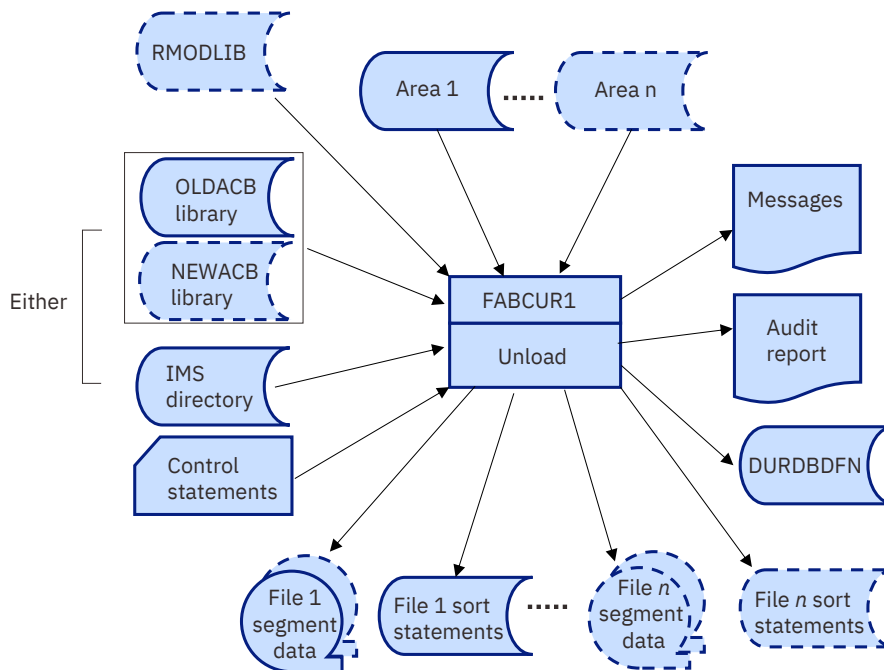 RMODLIB
Area 1
Area n
OLDACB
library
NEWACB
library
Either
IMS
directory
Control
statements
FABCUR1
Unload
Messages
Audit
report
DURDBDFN
File 1
segment
data
File 1 sort
statements
File n
segment
data
File n sort
statements